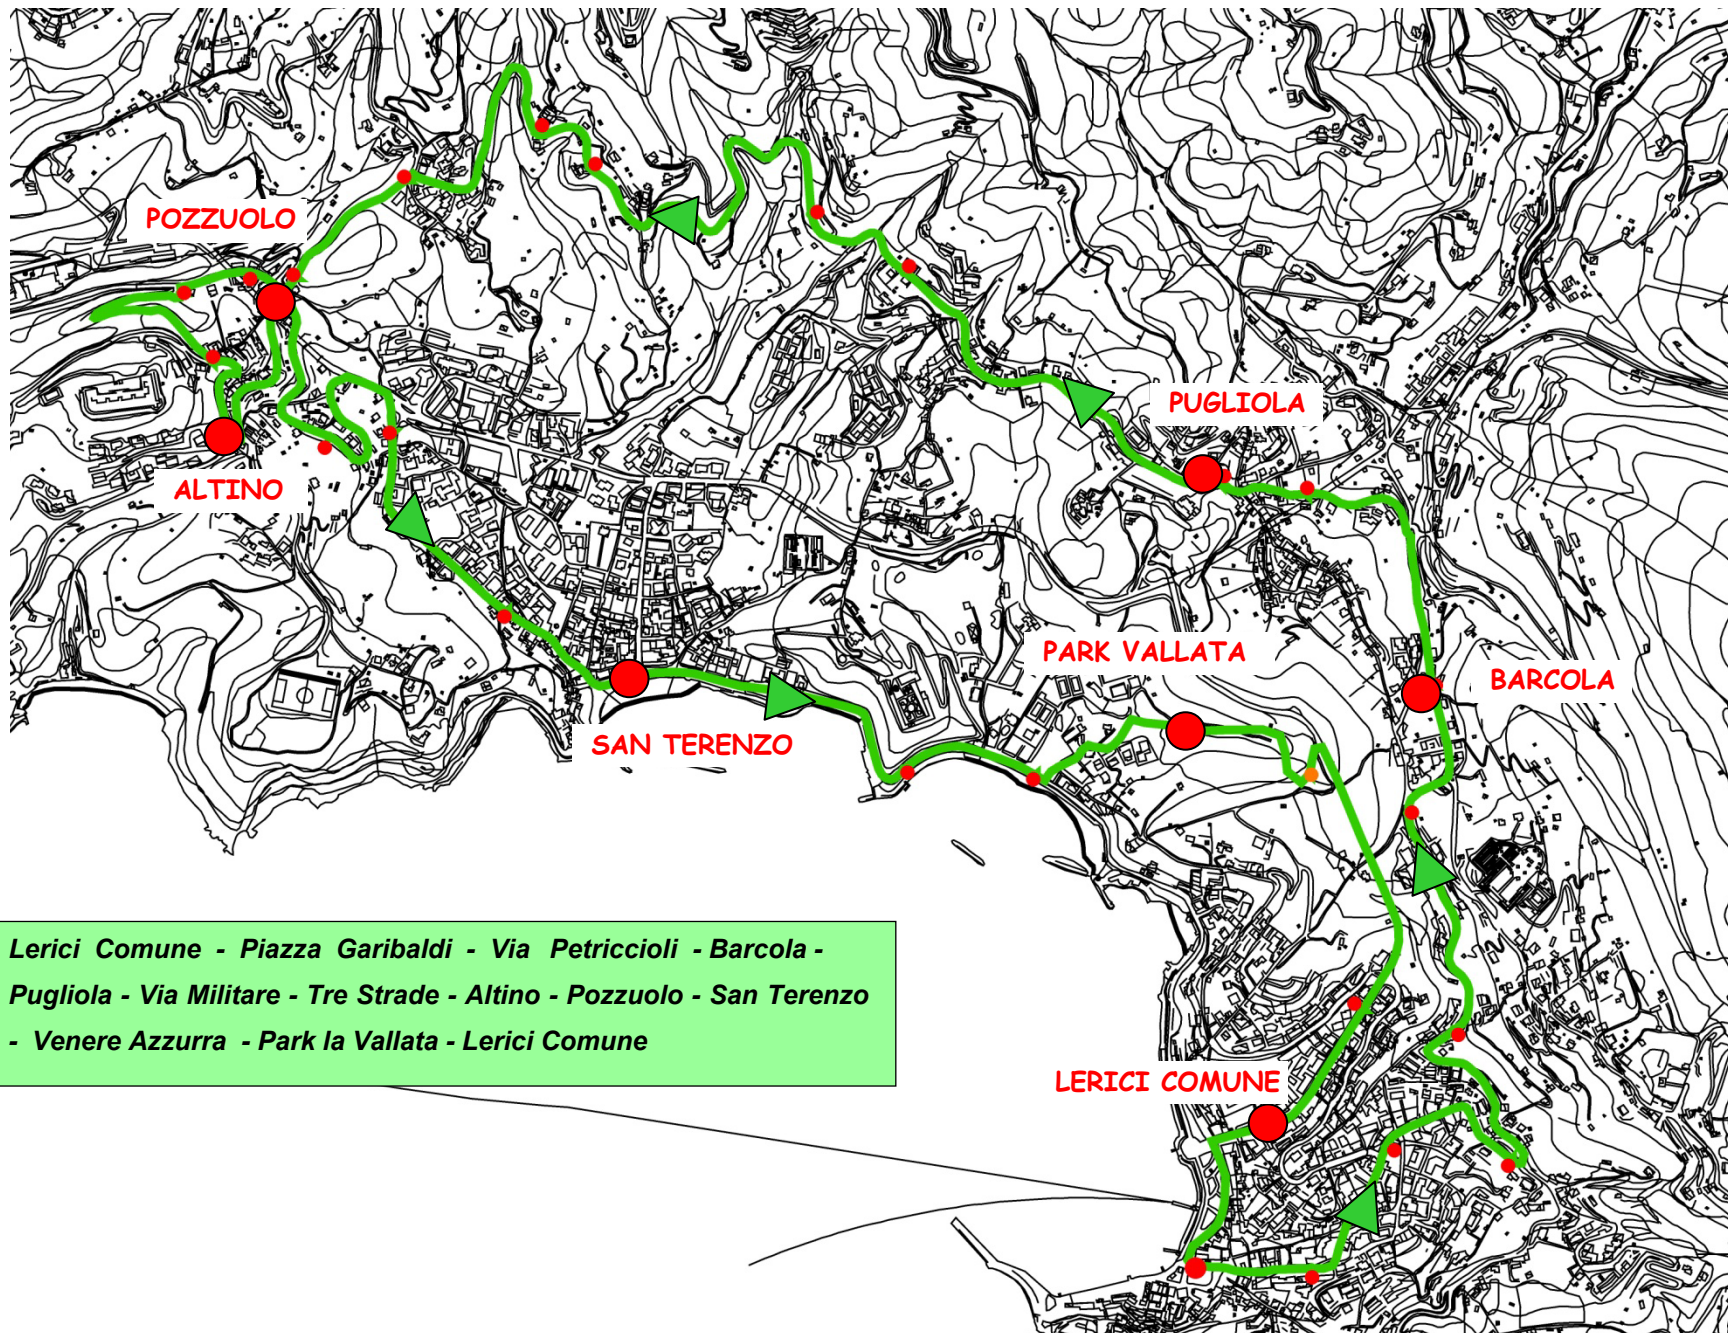 POZZUOLO
PUGLIOLA
ALTINO
PARK VALLATA
BARCOLA
SAN TERENZO
Lerici Comune - Piazza Garibaldi - Via Petriccioli - Barcola -
Pugliola - Via Militare - Tre Strade - Altino - Pozzuolo - San Terenzo
- Venere Azzurra - Park la Vallata - Lerici Comune
LERICI COMUNE